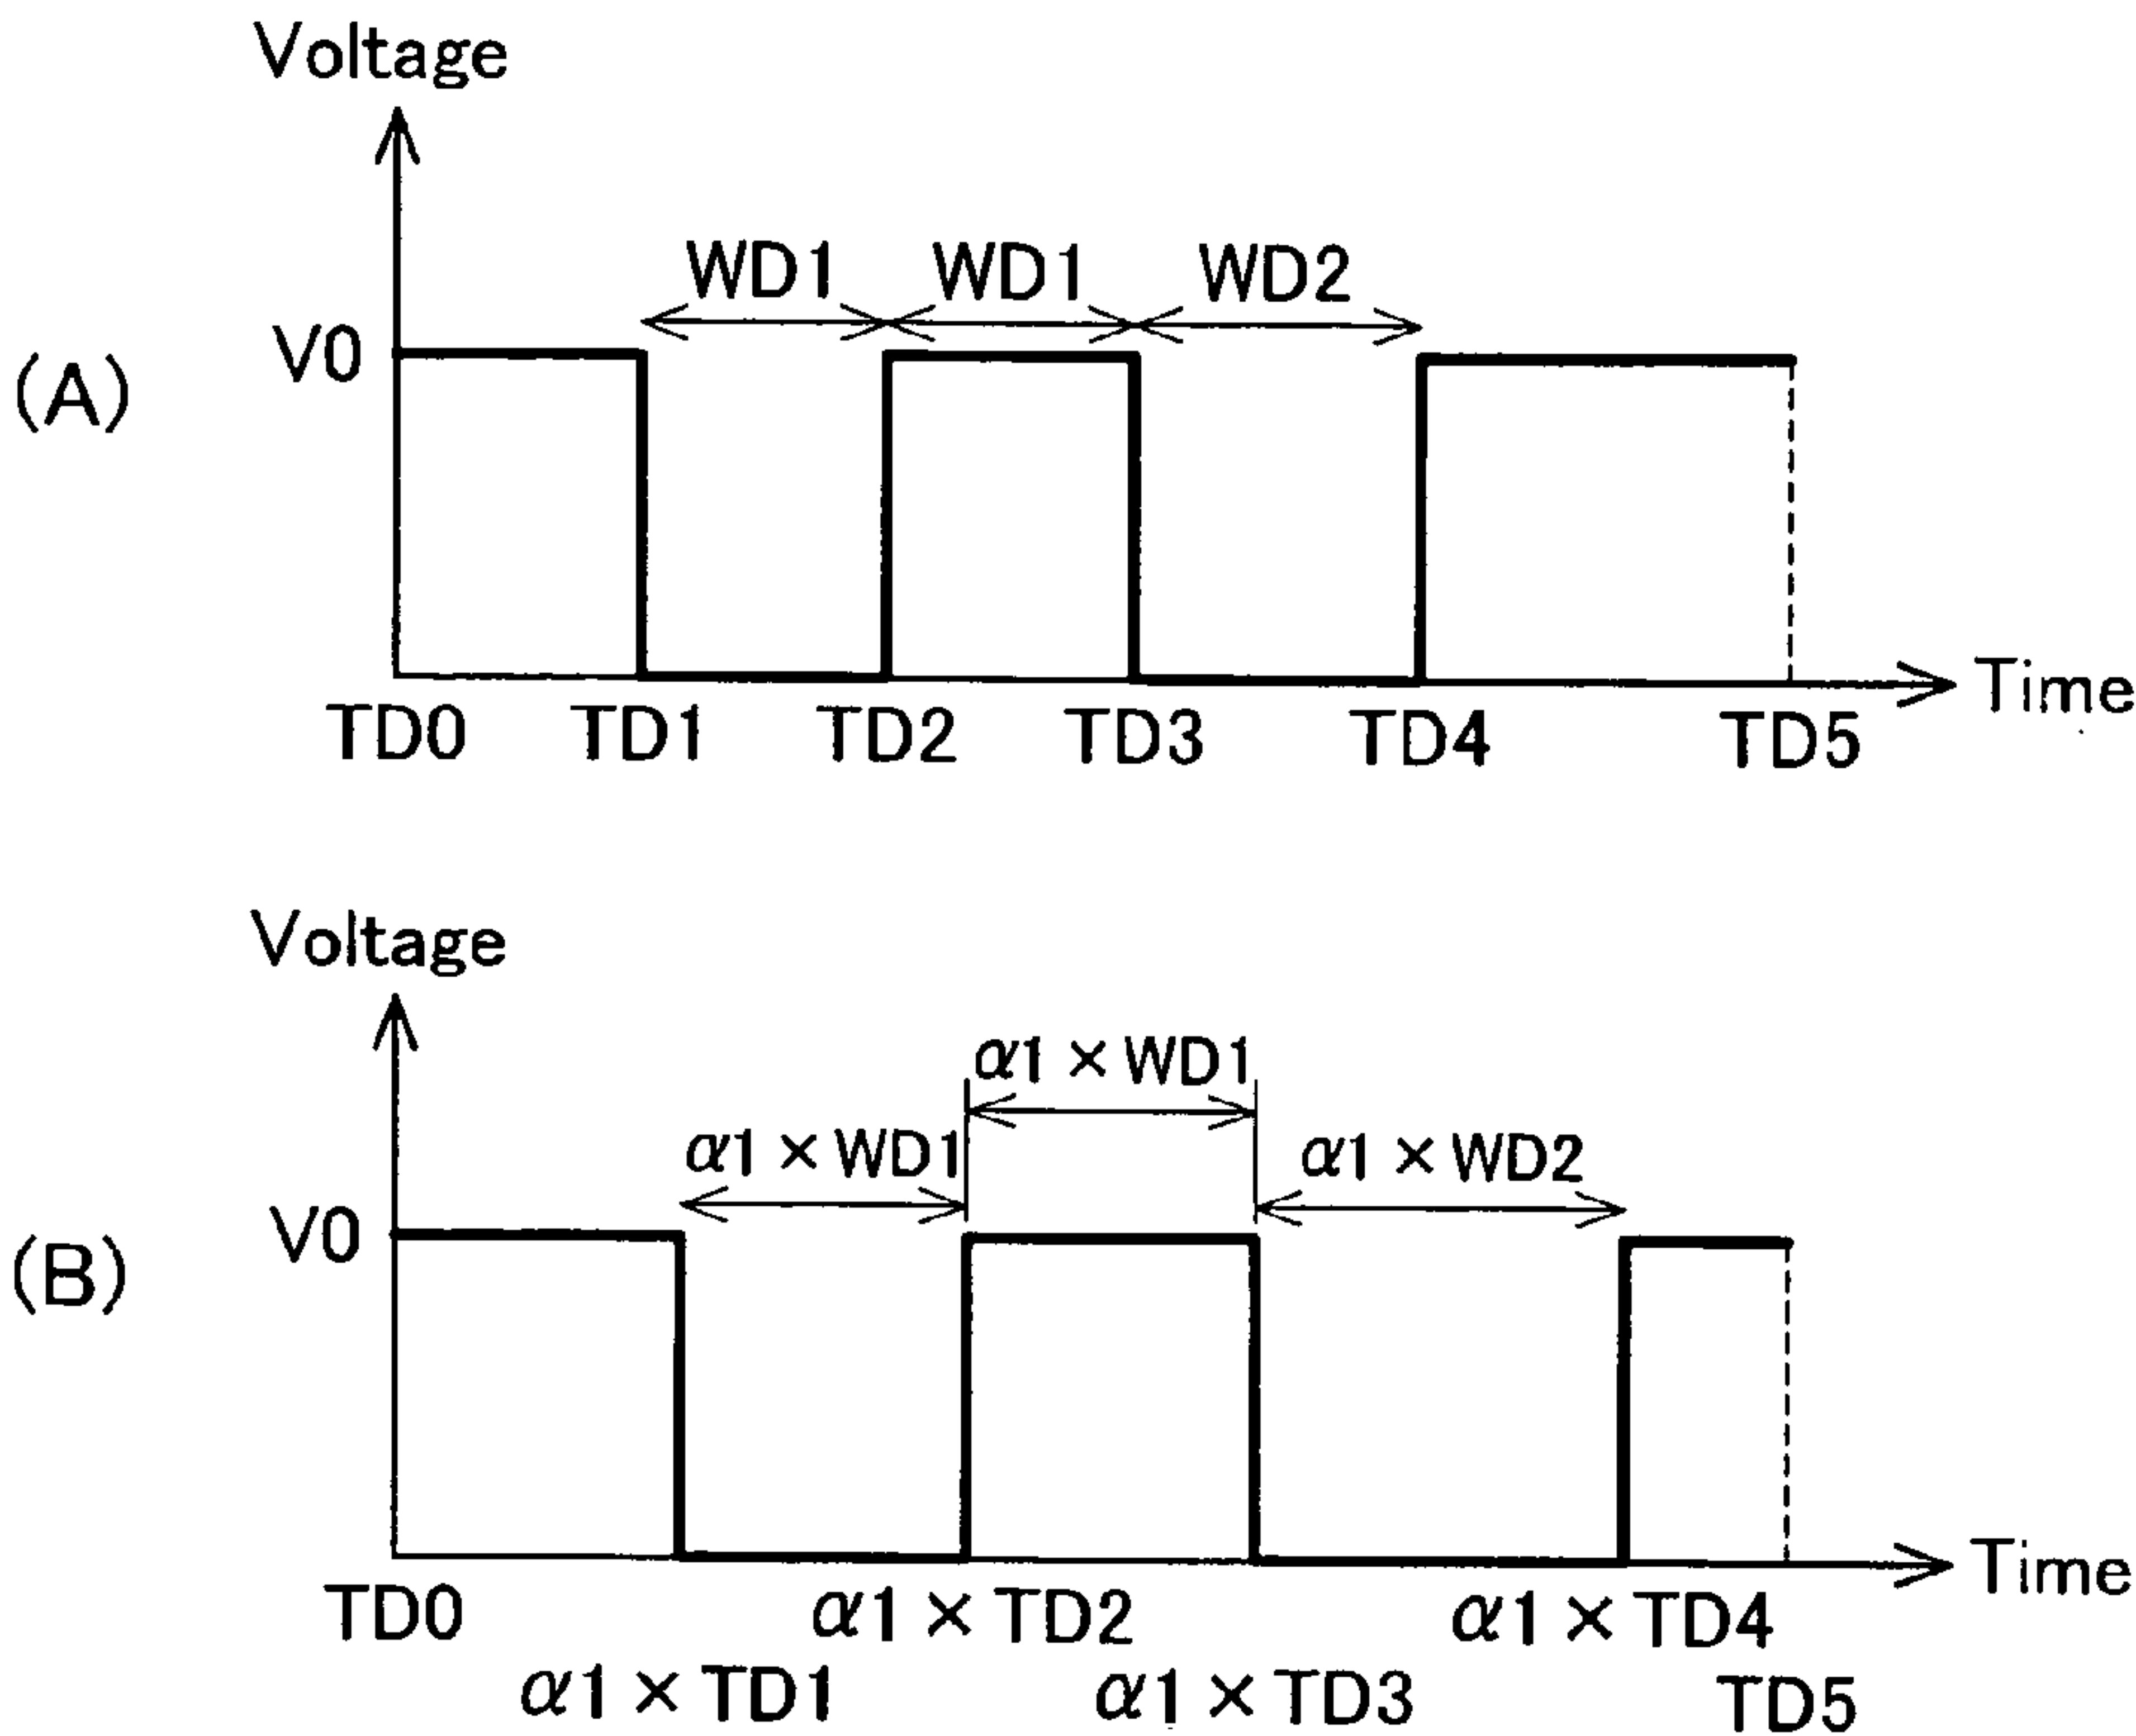 Voltage
WD1 WD1 WD2
V0
(A)
Time
TD0 TD1 TD2 TD3 TD4 TD5
Voltage
α1 × WD1
α1 × WD1 α1 × WD2
V0
(B)
Time
TD0 α1 × TD2 α1 × TD4
α1 × TD1 α1 × TD3 TD5